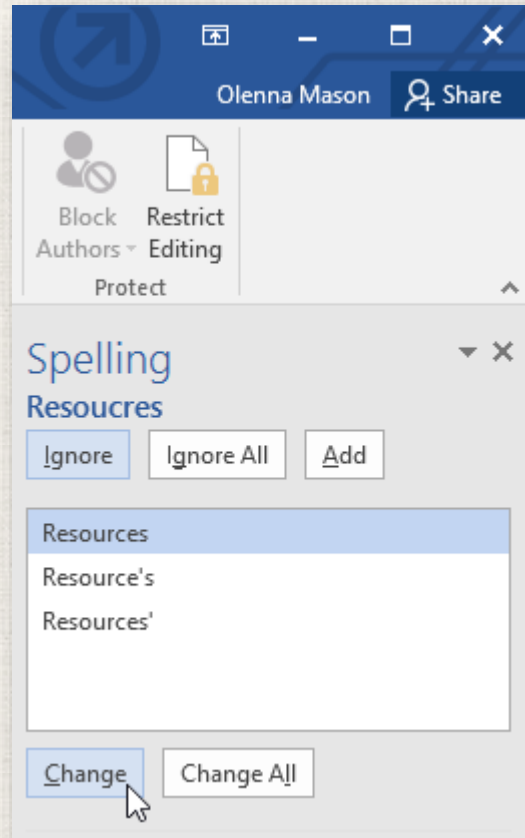 Olenna Mason Share
Block Restrict
Authors Editing
Protect
Spelling
Resoucres
Ignore Ignore All Add
Resources
Resource's
Resources'
Change Change All